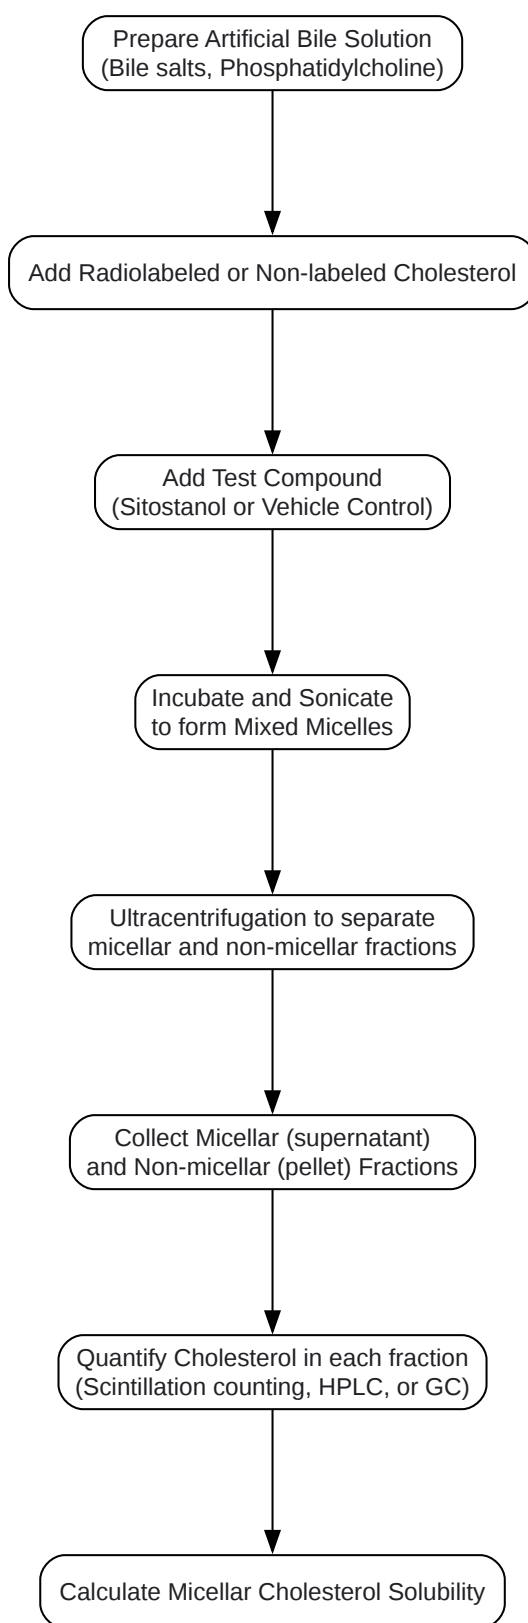 Prepare Artificial Bile Solution
(Bile salts, Phosphatidylcholine)
Add Radiolabeled or Non-labeled Cholesterol
Add Test Compound
(Sitostanol or Vehicle Control)
Incubate and Sonicate
to form Mixed Micelles
Ultracentrifugation to separate
micellar and non-micellar fractions
Collect Micellar (supernatant)
and Non-micellar (pellet) Fractions
Quantify Cholesterol in each fraction
(Scintillation counting, HPLC, or GC)
Calculate Micellar Cholesterol Solubility